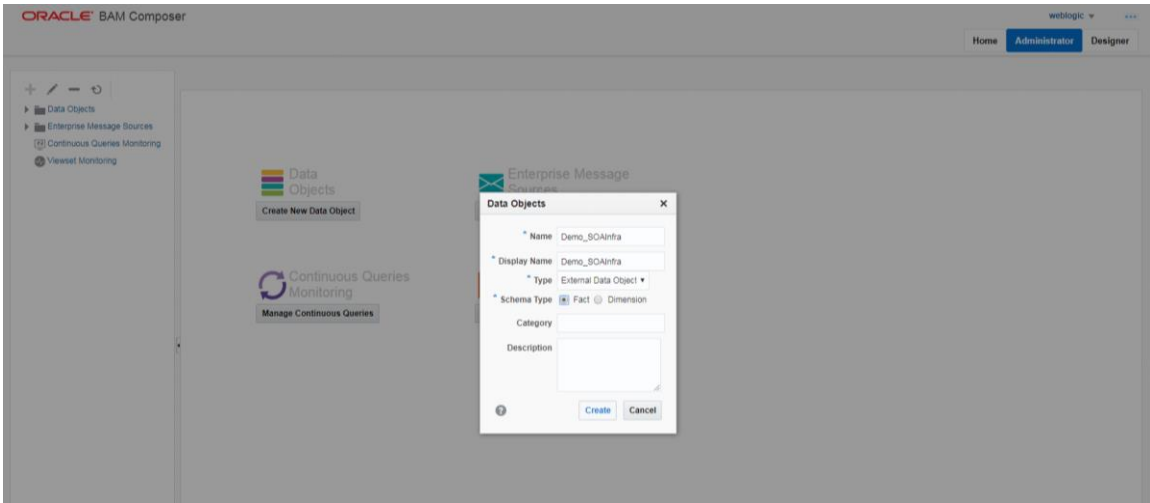 ORACLE BAM Composer
weblogic
Home Administrator Designer
Data Objects
Enterprise Message Sources
Continuous Queries Monitoring
Viewset Monitoring
Data
Objects
Create New Data Object
Enterprise Message
Sources
Continuous Queries
Monitoring
Manage Continuous Queries
Data Objects
* Name Demo_SOAInfra
* Display Name Demo_SOAInfra
* Type External Data Object
* Schema Type Fact Dimension
Category
Description
Create Cancel